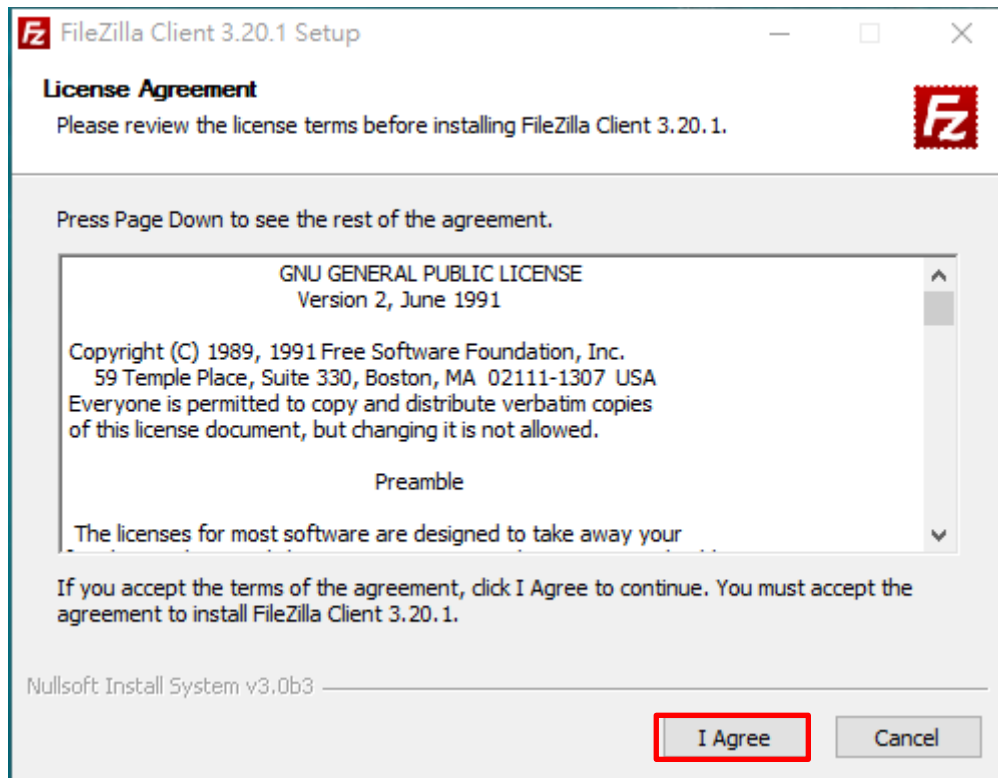 FileZilla Client 3.20.1 Setup
License Agreement
Please review the license terms before installing FileZilla Client 3.20.1.
Fz
Press Page Down to see the rest of the agreement.
GNU GENERAL PUBLIC LICENSE
Version 2, June 1991
Copyright (C) 1989, 1991 Free Software Foundation, Inc.
59 Temple Place, Suite 330, Boston, MA 02111-1307 USA
Everyone is permitted to copy and distribute verbatim copies
of this license document, but changing it is not allowed.
Preamble
The licenses for most software are designed to take away your
If you accept the terms of the agreement, click I Agree to continue. You must accept the
agreement to install FileZilla Client 3.20.1.
Nullsoft Install System v3.0b3
I Agree
Cancel